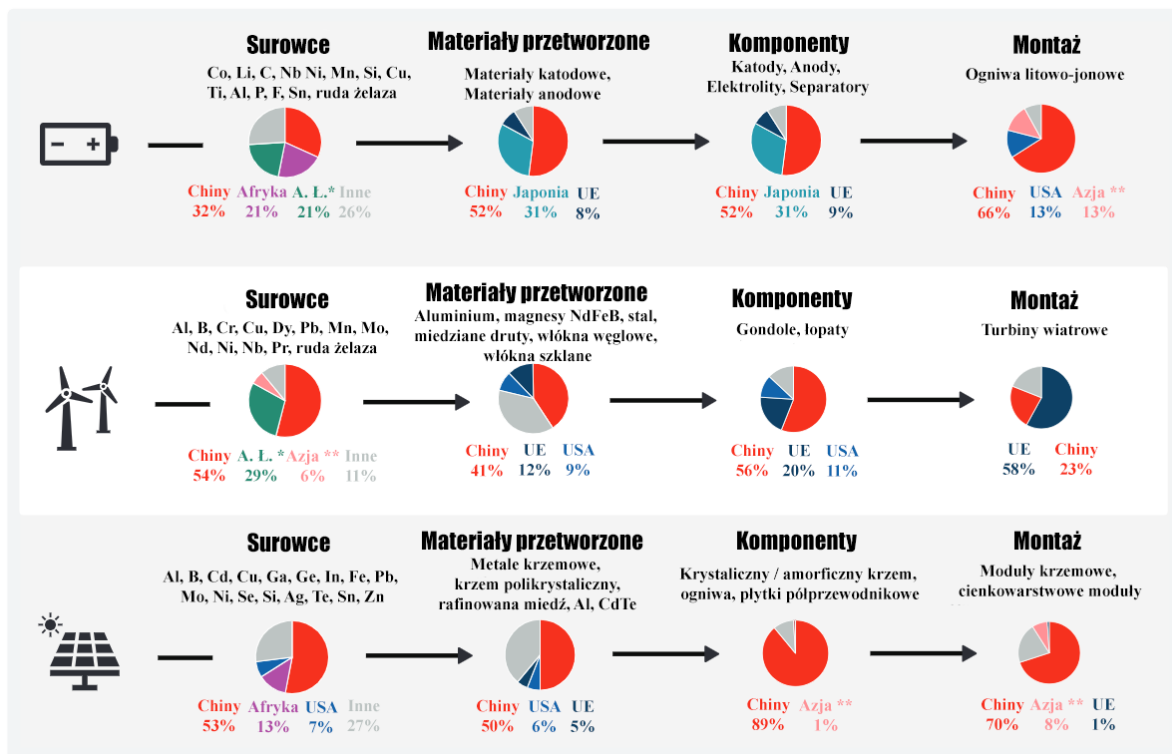 Surowce
Co, Li, C, Nb Ni, Mn, Si, Cu,
Ti, Al, P, F, Sn, ruda żelaza
Chiny Afryka A. Ł.* Inne
32% 21% 21% 26%
Materiały przetworzone
Materiały katodowe,
Materiały anodowe
Chiny Japonia UE
52% 31% 8%
Komponenty
Katody, Anody,
Elektrolity, Separatory
Chiny Japonia UE
52% 31% 9%
Montaż
Ogniwa litowo-jonowe
Chiny USA Azja **
66% 13% 13%
Surowce
Al, B, Cr, Cu, Dy, Pb, Mn, Mo,
Nd, Ni, Nb, Pr, ruda żelaza
Chiny A. Ł. * Azja ** Inne
54% 29% 6% 11%
Materiały przetworzone
Aluminium, magnesy NdFeB, stal,
miedziane druty, włókna węglowe,
włókna szklane
Chiny UE USA
41% 12% 9%
Komponenty
Gondole, łopaty
Chiny UE USA
56% 20% 11%
Montaż
Turbiny wiatrowe
UE Chiny
58% 23%
Surowce
Al, B, Cd, Cu, Ga, Ge, In, Fe, Pb,
Mo, Ni, Se, Si, Ag, Te, Sn, Zn
Chiny Afryka USA Inne
53% 13% 7% 27%
Materiały przetworzone
Metale krzemowe,
krzem polikrystaliczny,
rafinowana miedź, Al, CdTe
Chiny USA UE
50% 6% 5%
Komponenty
Krystaliczny / amorficzny krzem,
ogniwa, płytki półprzewodnikowe
Chiny Azja **
89% 1%
Montaż
Moduły krzemowe,
cienkowarstwowe moduły
Chiny Azja ** UE
70% 8% 1%